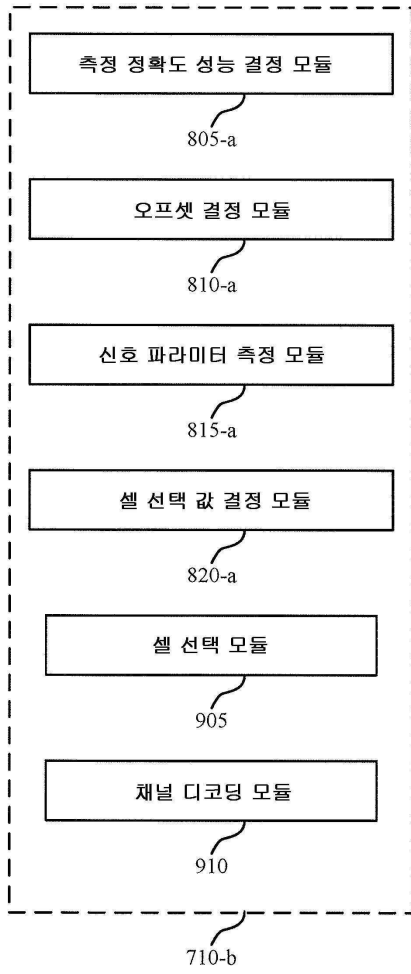 측정 정확도 성능 결정 모듈
805-a
오프셋 결정 모듈
810-a
신호 파라미터 측정 모듈
815-a
셀 선택 값 결정 모듈
820-a
셀 선택 모듈
905
채널 디코딩 모듈
910
710-b